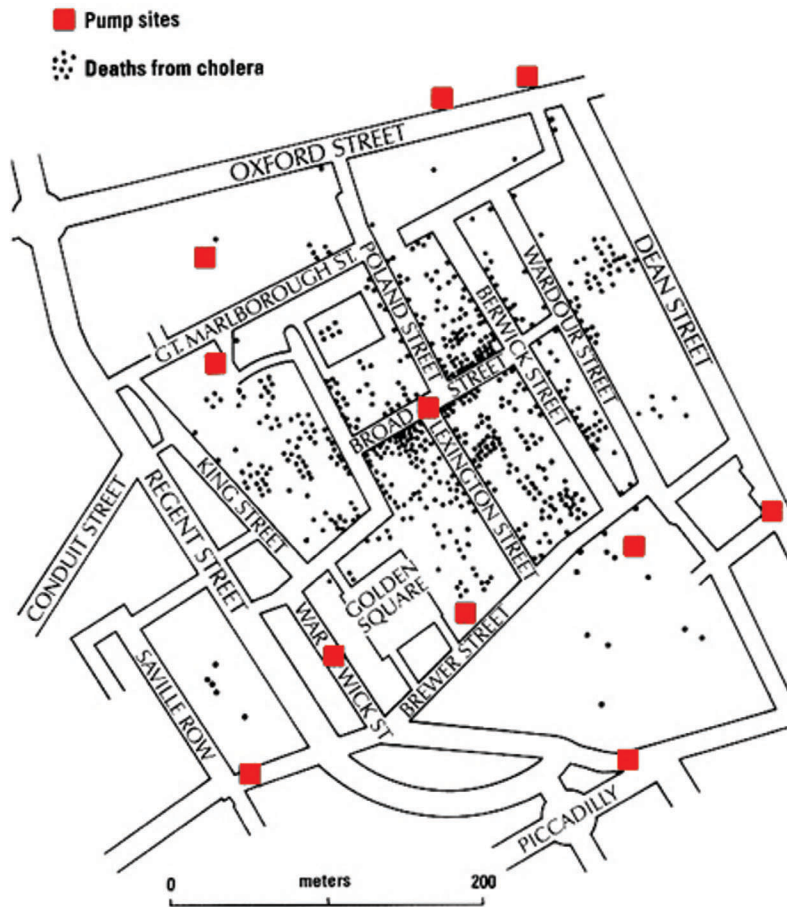 Pump sites
Deaths from cholera
OXFORD STREET
GT. MARLBOROUGH ST.
POLAND STREET
BERWICK STREET
WARDOUR STREET
DEAN STREET
BROAD STREET
LEXINGTON STREET
KING STREET
REGENT STREET
CONDUIT STREET
GOLDEN
SQUARE
WARWICK ST.
BREWER STREET
SAVILLE ROW
PICCADILLY
0 meters 200